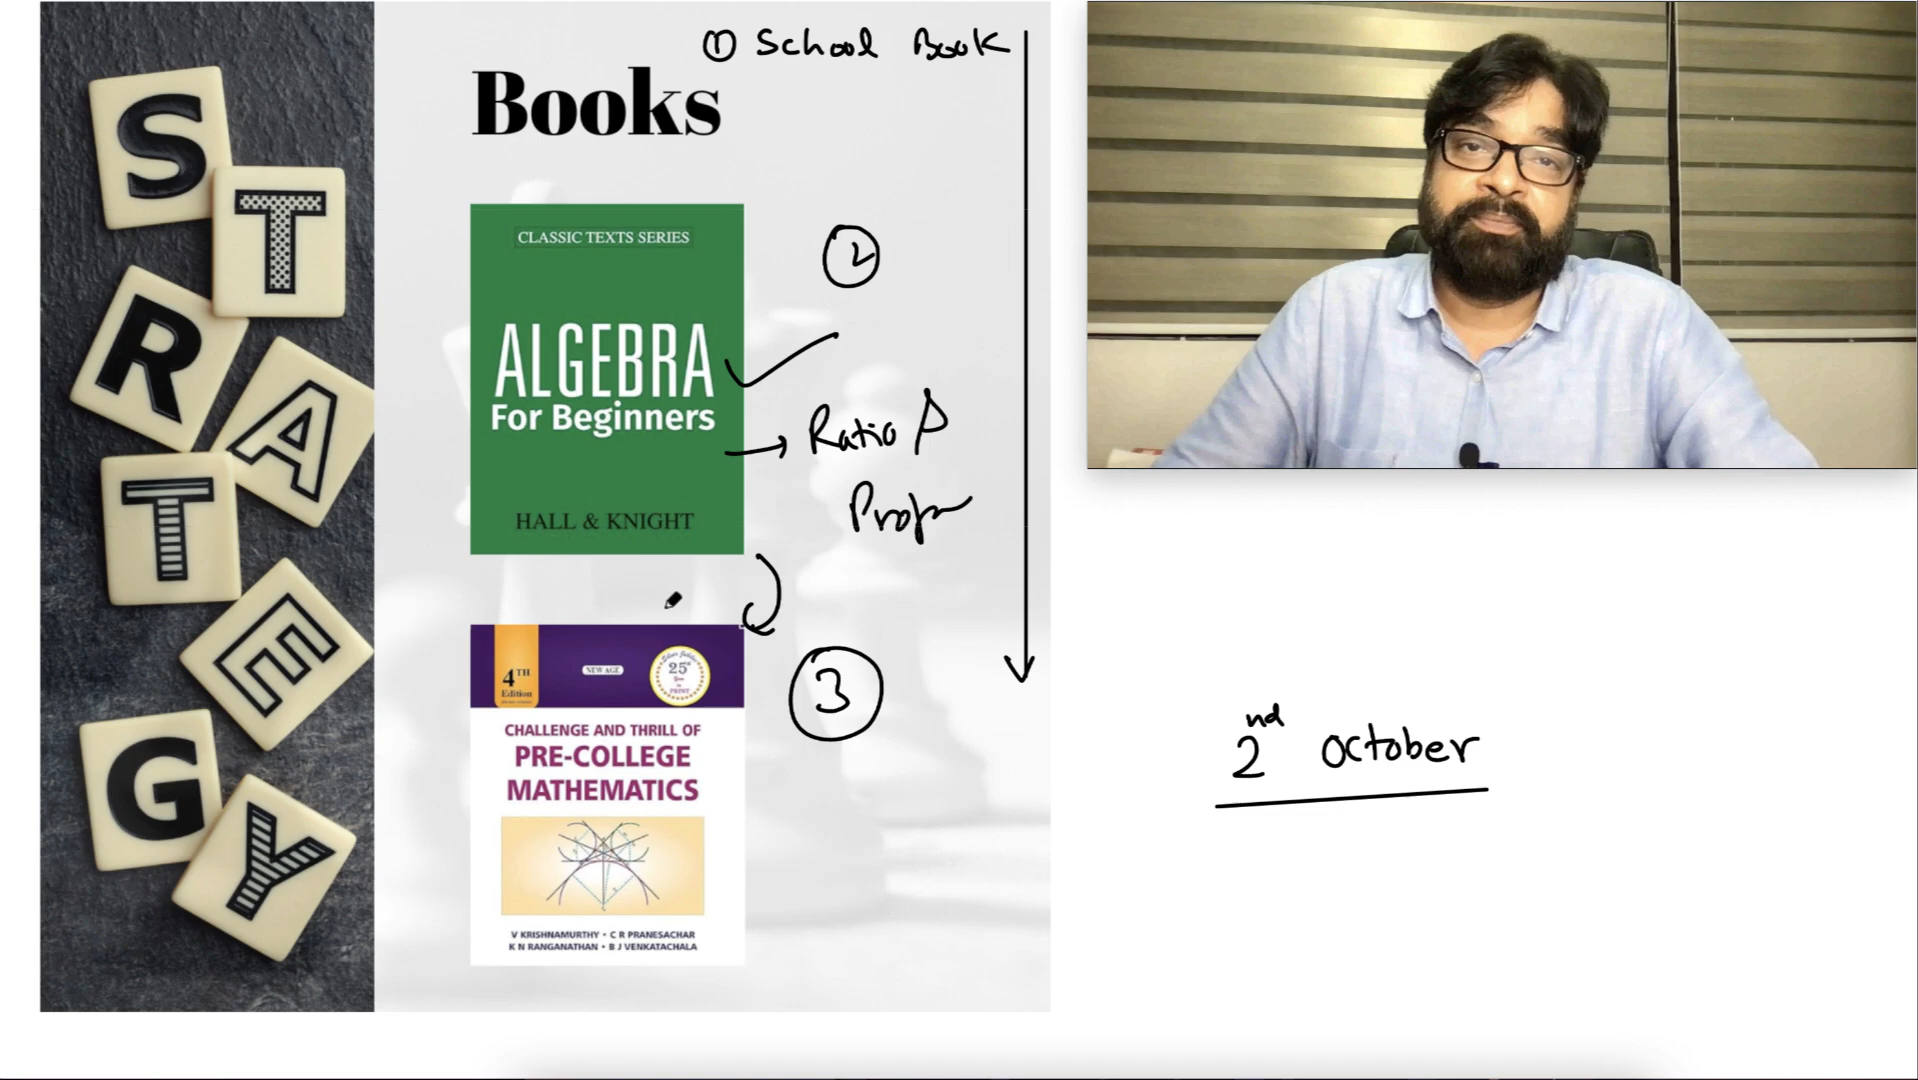 STRATEGY
① School Book
Books
CLASSIC TEXTS SERIES
②
ALGEBRA
For Beginners
→ Ratio &
HALL & KNIGHT
4TH
Edition
NEW AGE
25
PRINT
③
CHALLENGE AND THRILL OF
PRE-COLLEGE
MATHEMATICS
V KRISHNAMURTHY • C R PRANESACHAR
K N RANGANATHAN • B J VENKATACHALA
2nd October